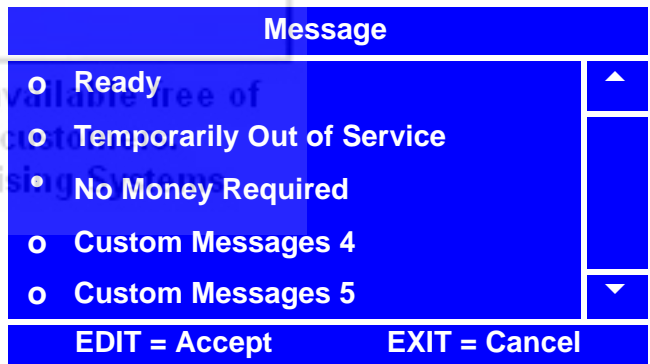 Message
o Ready
o Temporarily Out of Service
° No Money Required
o Custom Messages 4
o Custom Messages 5
EDIT = Accept EXIT = Cancel